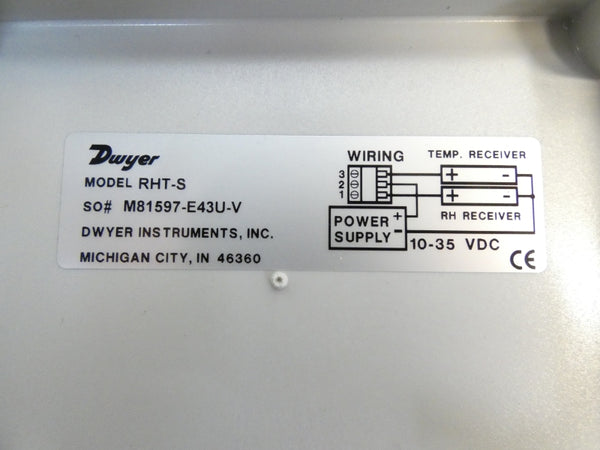 Dwyer
MODEL RHT-S
SO# M81597-E43U-V
DWYER INSTRUMENTS, INC.
MICHIGAN CITY, IN 46360
WIRING
TEMP. RECEIVER
3
2
1
+ -
+ -
RH RECEIVER
POWER +
SUPPLY -
10-35 VDC
CE